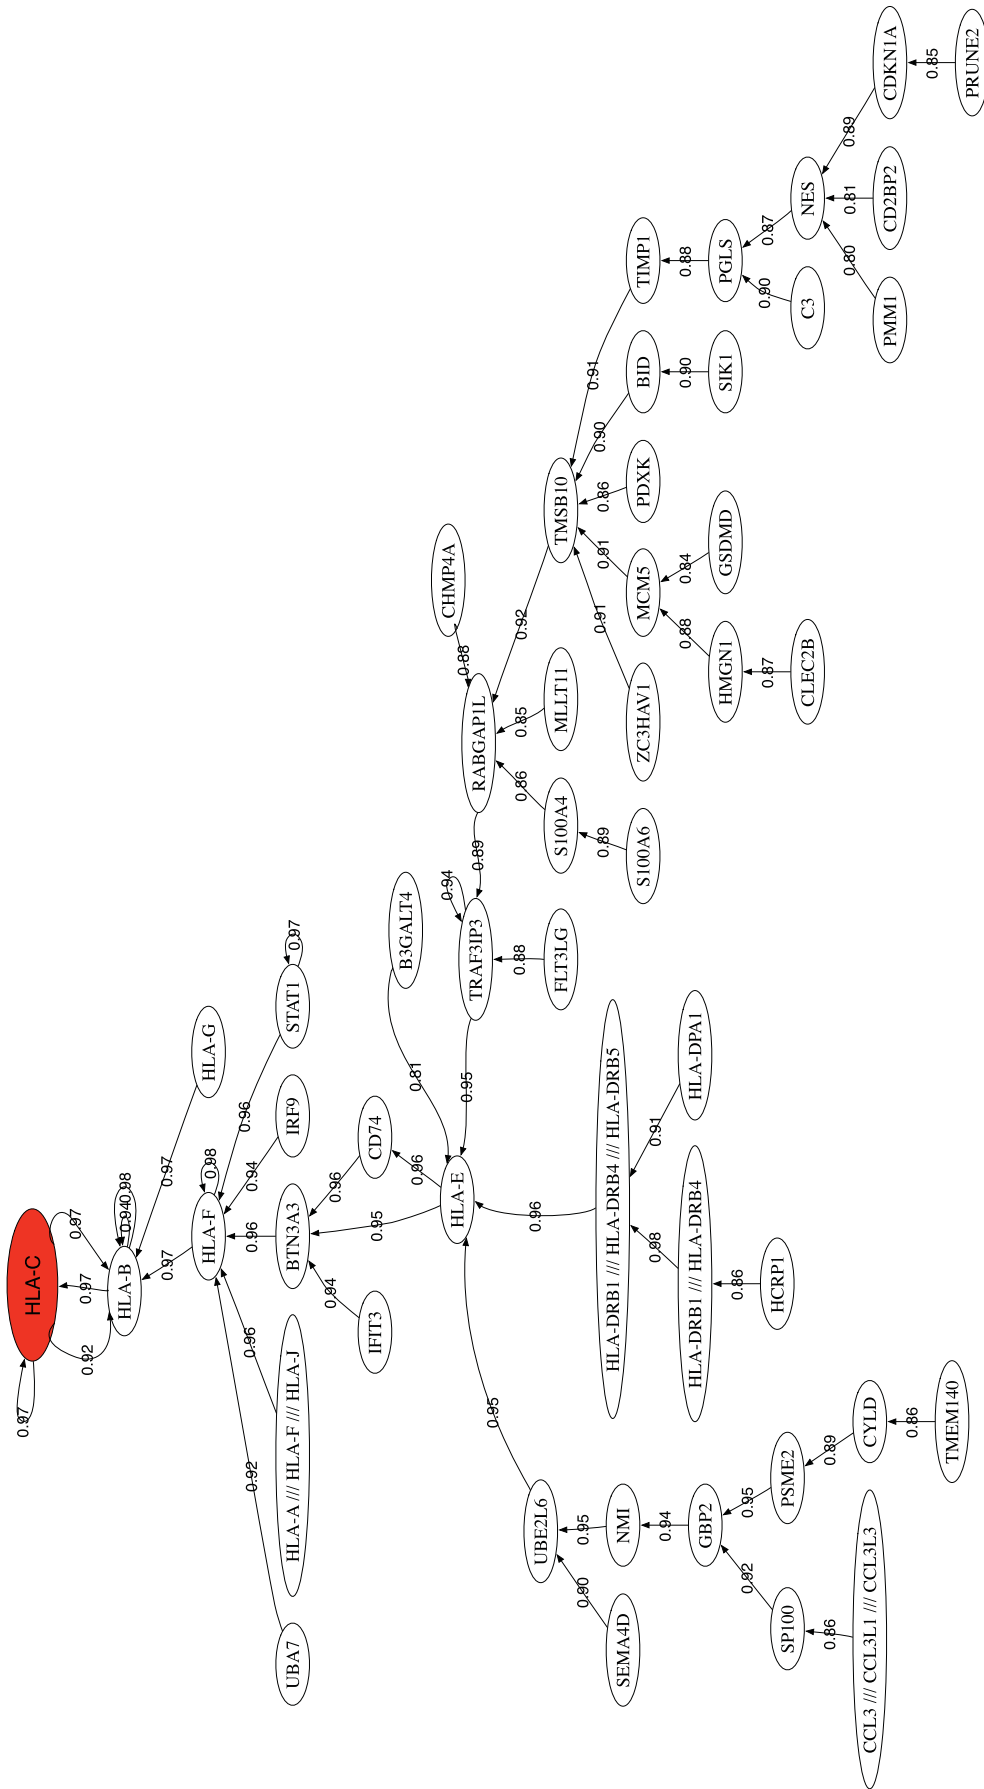 HLA-C
0.97
0.97
0.97
0.92
HLA-B
0.98
0.94
0.97
HLA-G
0.97
HLA-F
0.98
0.96
STAT1
0.97
0.94
IRF9
0.96
BTN3A3
0.96
HLA-A /// HLA-F /// HLA-J
0.92
UBA7
0.96
CD74
0.95
0.94
IFIT3
0.96
HLA-E
0.81
B3GALT4
0.95
TRAF3IP3
0.94
0.96
HLA-DRB1 /// HLA-DRB4 /// HLA-DRB5
0.95
UBE2L6
0.89
RABGAP1L
0.88
FLT3LG
0.88
CHMP4A
0.92
TMSB10
0.85
MLLT11
0.86
S100A4
0.89
S100A6
0.91
TIMP1
0.90
BID
0.86
PDXK
0.91
MCM5
0.91
ZC3HAV1
0.88
PGLS
0.90
SIK1
0.84
GSDMD
0.88
HMGN1
0.87
CLEC2B
0.87
NES
0.90
C3
0.89
CDKN1A
0.81
CD2BP2
0.80
PMM1
0.85
PRUNE2
0.91
HLA-DPA1
0.98
HLA-DRB1 /// HLA-DRB4
0.86
HCRP1
0.95
NMI
0.90
SEMA4D
0.94
GBP2
0.95
PSME2
0.92
SP100
0.89
CYLD
0.86
CCL3 /// CCL3L1 /// CCL3L3
0.86
TMEM140